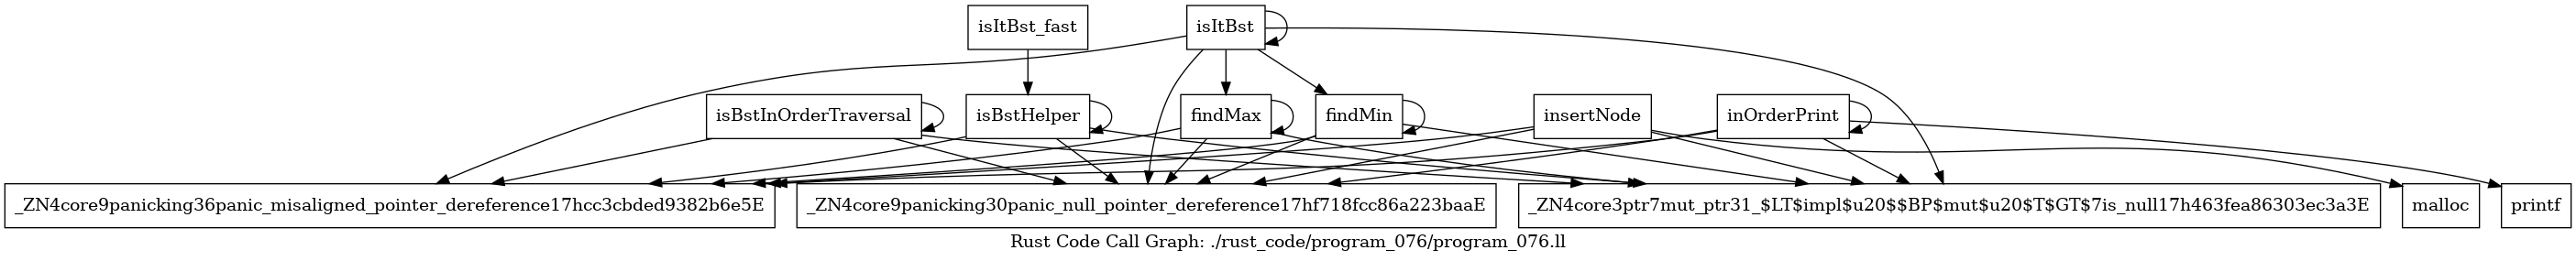 isItBst_fast
isItBst
isBstInOrderTraversal
isBstHelper
findMax
findMin
insertNode
inOrderPrint
_ZN4core9panicking36panic_misaligned_pointer_dereference17hcc3cbded9382b6e5E
_ZN4core9panicking30panic_null_pointer_dereference17hf718fcc86a223baaE
_ZN4core3ptr7mut_ptr31_$LT$impl$u20$$BP$mut$u20$T$GT$7is_null17h463fea86303ec3a3E
malloc
printf
Rust Code Call Graph: ./rust_code/program_076/program_076.ll